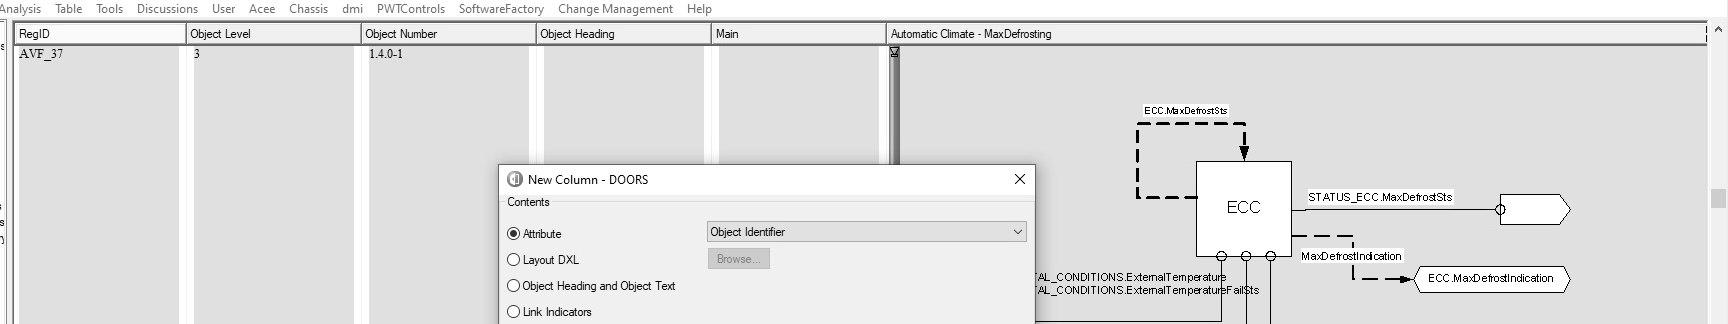 Analysis Table Tools Discussions User Acee Chassis dmi PWTControls SoftwareFactory Change Management Help
RegID Object Level Object Number Object Heading Main Automatic Climate - MaxDefrosting
AVF_37 3 1.4.0-1
ECC.MaxDefrostSts
New Column - DOORS
Contents
ECC
STATUS_ECC.MaxDefrostSts
Attribute Object Identifier
Layout DXL Browse...
MaxDefrostIndication
Object Heading and Object Text
TAL_CONDITIONS.ExternalTemperature
ECC.MaxDefrostIndication
TAL_CONDITIONS.ExternalTemperatureFailSts
Link Indicators